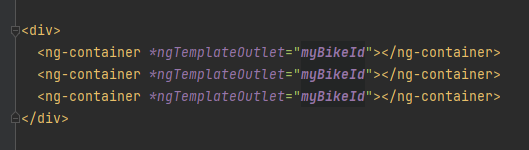 <div>
<ng-container *ngTemplateOutlet="myBikeId"></ng-container>
<ng-container *ngTemplateOutlet="myBikeId"></ng-container>
<ng-container *ngTemplateOutlet="myBikeId"></ng-container>
</div>